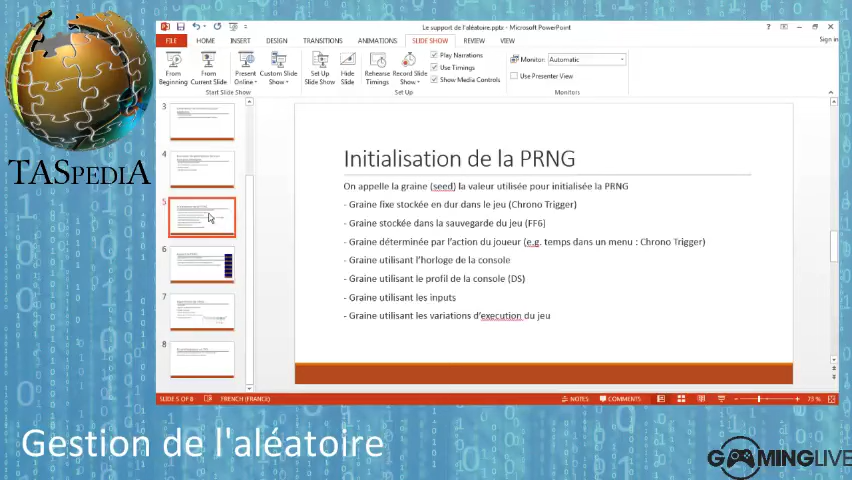 Le support de l'aléatoire.pptx - PowerPoint
Sign in
FILE HOME INSERT DESIGN TRANSITIONS ANIMATIONS SLIDE SHOW REVIEW VIEW
From Beginning
From Current Slide
Present Online
Custom Slide Show
Set Up Slide Show
Hide Slide
Rehearse Timings
Record Slide Show
Play Narrations
Use Timings
Show Media Controls
Monitor: Automatic
Use Presenter View
Start Slide Show
Set Up
Monitors
TASPEDIA
3
4
5
6
7
8
Initialisation de la PRNG
On appelle la graine (seed) la valeur utilisée pour initialisée la PRNG
- Graine fixe stockée en dur dans le jeu (Chrono Trigger)
- Graine stockée dans la sauvegarde du jeu (FF6)
- Graine déterminée par l'action du joueur (e.g. temps dans un menu : Chrono Trigger)
- Graine utilisant l'horloge de la console
- Graine utilisant le profil de la console (DS)
- Graine utilisant les inputs
- Graine utilisant les variations d'execution du jeu
SLIDE 5 OF 8 FRENCH (FRANCE) NOTES COMMENTS 73 %
Gestion de l'aléatoire
GAMINGLIVE